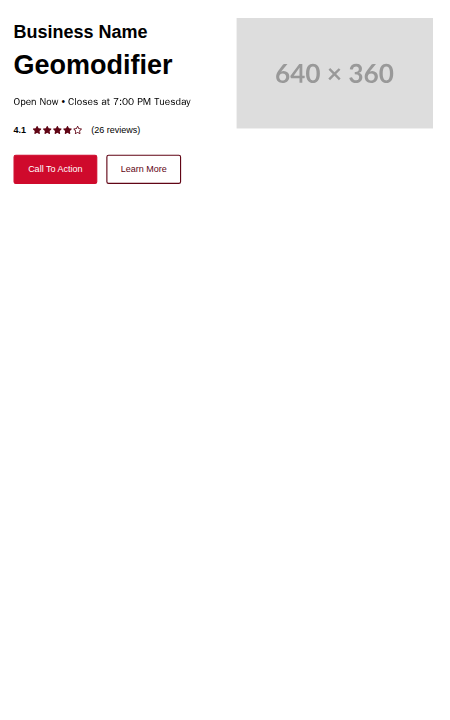 Business Name
Geomodifier
Open Now • Closes at 7:00 PM Tuesday
4.1 (26 reviews)
Call To Action
Learn More
640 × 360